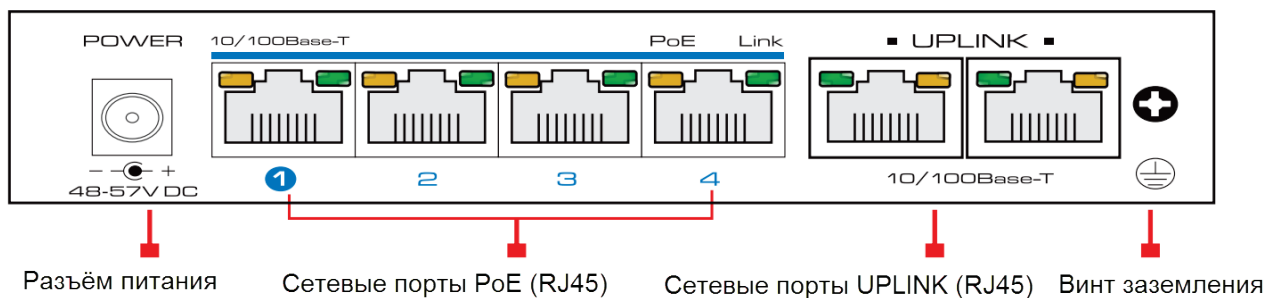 POWER 10/100Base-T PoE Link ▪ UPLINK ▪
- +
48-57V DC
1 2 3 4 10/100Base-T
Разъём питания Сетевые порты PoE (RJ45) Сетевые порты UPLINK (RJ45) Винт заземления